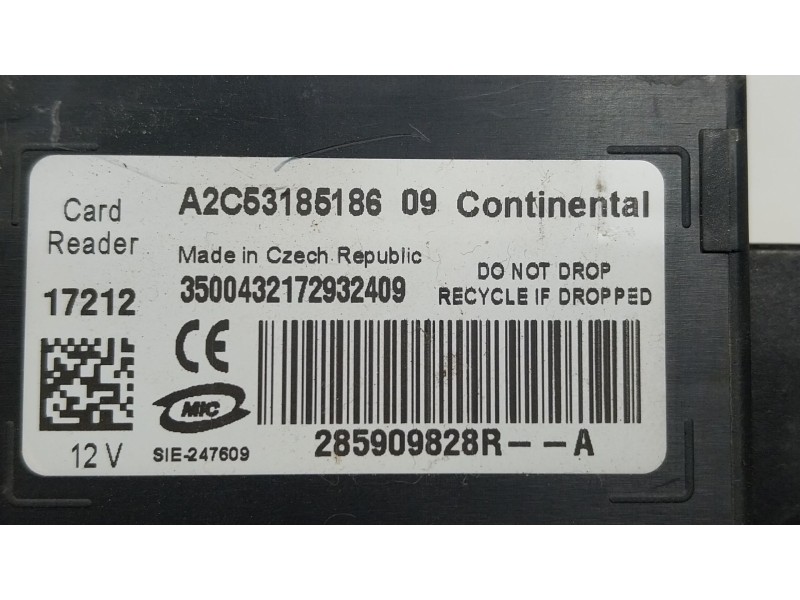 Card
Reader
17212
12 V
A2C53185186 09 Continental
Made in Czech Republic
3500432172932409
DO NOT DROP
RECYCLE IF DROPPED
CE
MIC
SIE-247609
285909828R--A